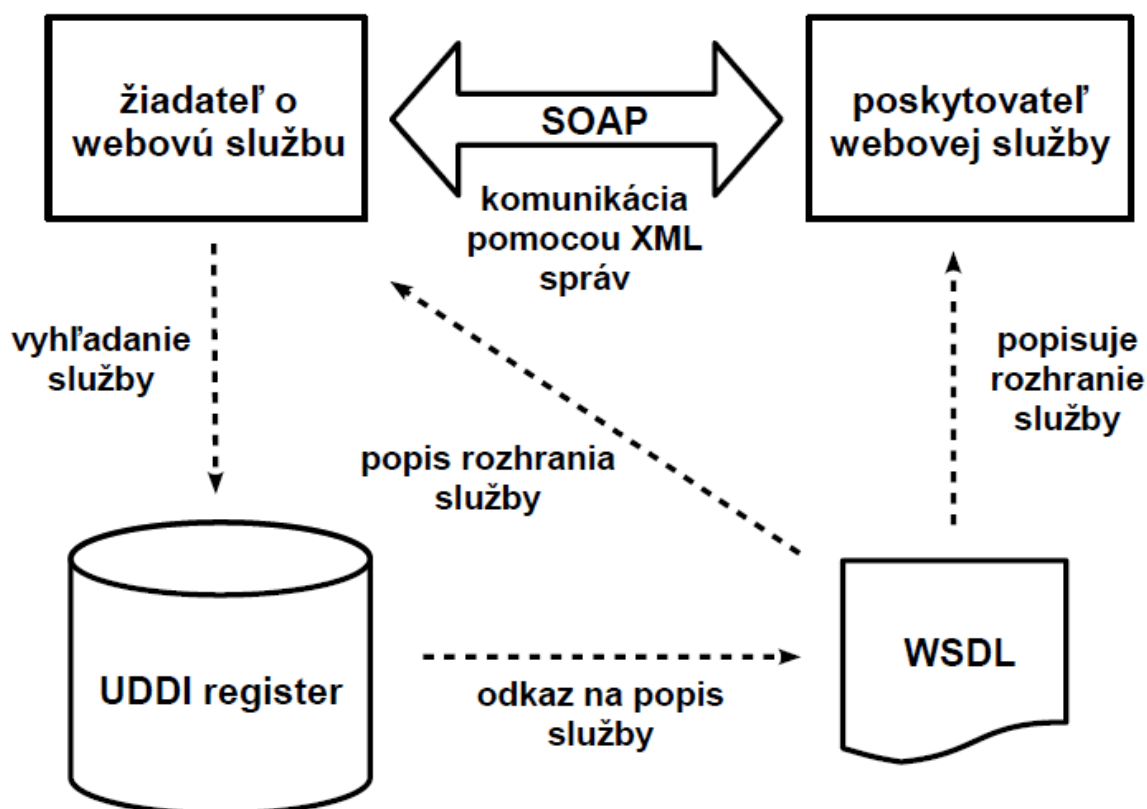 žiadateľ o
webovú službu
SOAP
poskytovateľ
webovej služby
komunikácia
pomocou XML
správ
vyhľadanie
služby
popisuje
rozhranie
služby
popis rozhrania
služby
UDDI register
odkaz na popis
služby
WSDL